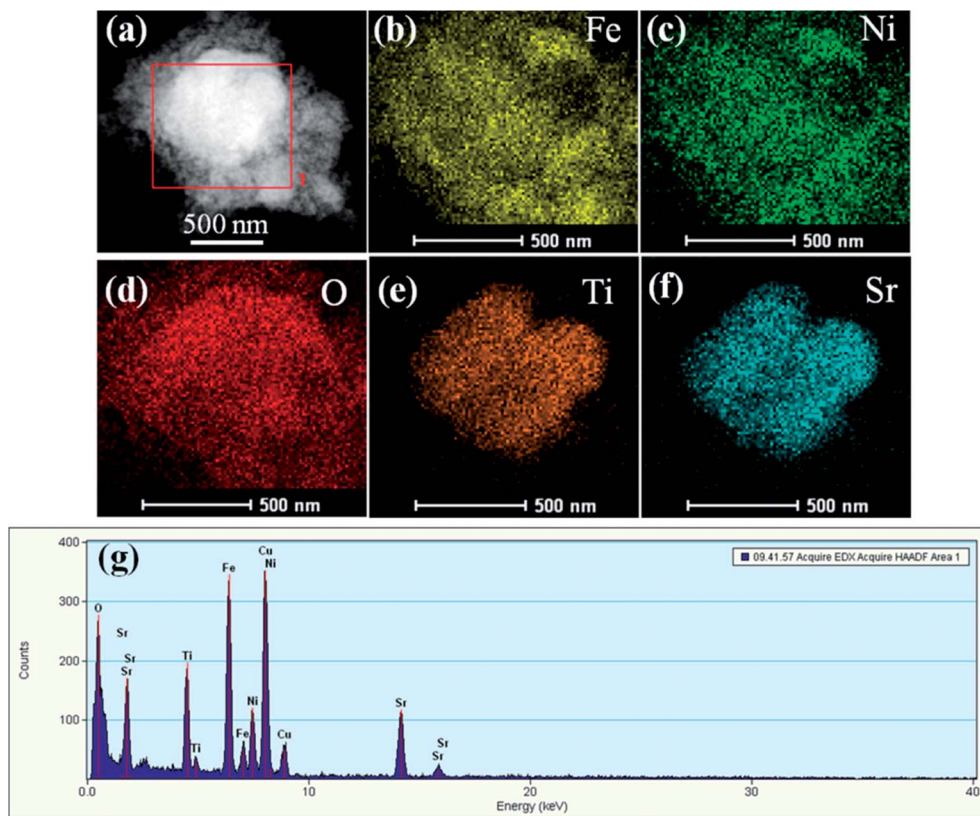 (a)
1
500 nm
(b) Fe
500 nm
(c) Ni
500 nm
(d) O
500 nm
(e) Ti
500 nm
(f) Sr
500 nm
(g)
09.41.57 Acquire EDX Acquire HAADF Area 1
400
300
200
100
Counts
O
Sr
Sr
Sr
Ti
Ti
Fe
Fe
Ni
Cu
Ni
Cu
Sr
Sr
Sr
0.0 10 20 30 40
Energy (keV)